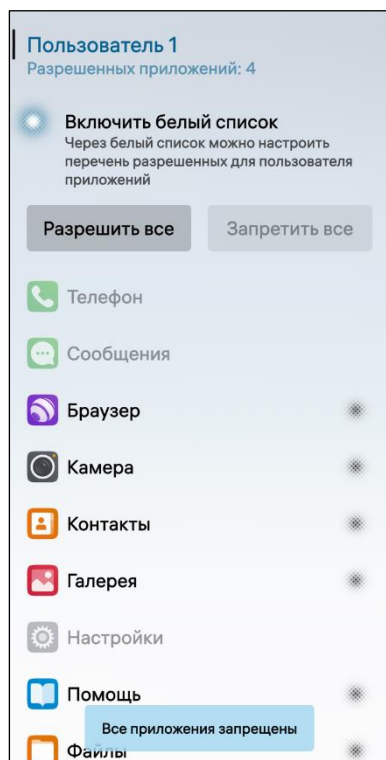 Пользователь 1
Разрешенных приложений: 4
Включить белый список
Через белый список можно настроить
перечень разрешенных для пользователя
приложений
Разрешить все
Запретить все
Телефон
Сообщения
Браузер
Камера
Контакты
Галерея
Настройки
Помощь
Все приложения запрещены
Файлы